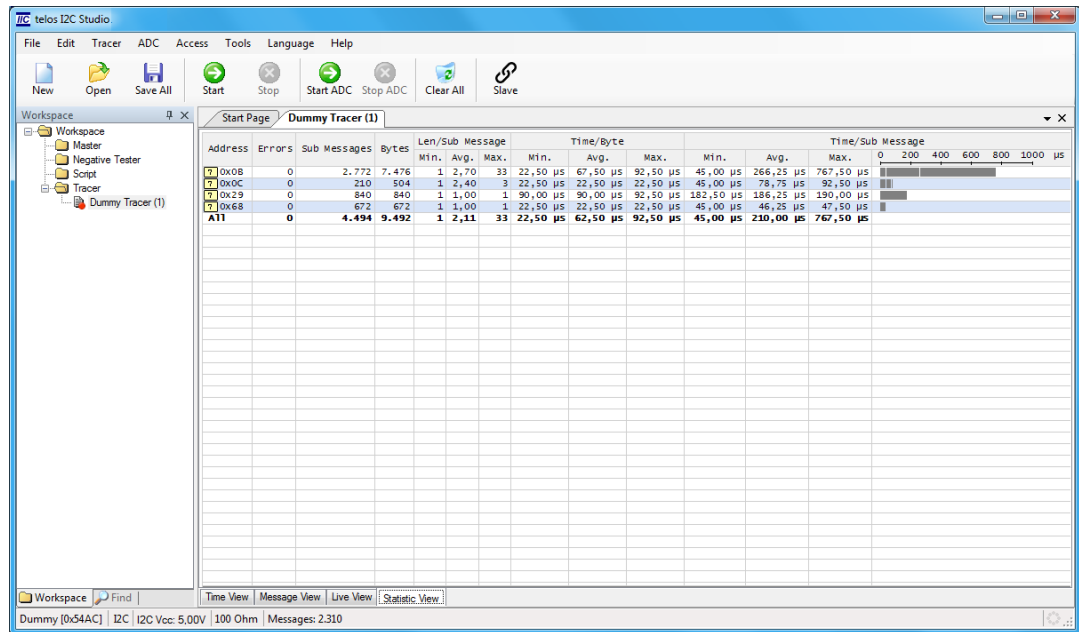 IIC telos I2C Studio
File Edit Tracer ADC Access Tools Language Help
New Open Save All Start Stop Start ADC Stop ADC Clear All Slave
Workspace
Workspace
Master
Negative Tester
Script
Tracer
Dummy Tracer (1)
Start Page Dummy Tracer (1)
Address Errors Sub Messages Bytes Len/Sub Message Time/Byte Time/Sub Message
Min. Avg. Max. Min. Avg. Max. Min. Avg. Max. 0 200 400 600 800 1000 µs
? 0x0B 0 2.772 7.476 1 2,70 33 22,50 µs 67,50 µs 92,50 µs 45,00 µs 266,25 µs 767,50 µs
? 0x0C 0 210 504 1 2,40 3 22,50 µs 22,50 µs 22,50 µs 45,00 µs 78,75 µs 92,50 µs
? 0x29 0 840 840 1 1,00 1 90,00 µs 90,00 µs 92,50 µs 182,50 µs 186,25 µs 190,00 µs
? 0x68 0 672 672 1 1,00 1 22,50 µs 22,50 µs 22,50 µs 45,00 µs 46,25 µs 47,50 µs
All 0 4.494 9.492 1 2,11 33 22,50 µs 62,50 µs 92,50 µs 45,00 µs 210,00 µs 767,50 µs
Workspace Find
Time View Message View Live View Statistic View
Dummy [0x54AC] I2C I2C Vcc: 5,00V 100 Ohm Messages: 2.310